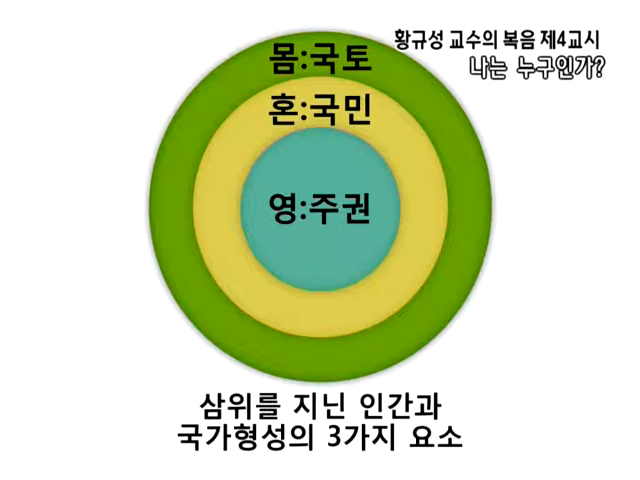 황규성 교수의 복음 제4교시
나는 누구인가?
몸:국토
혼:국민
영:주권
삼위를 지닌 인간과
국가형성의 3가지 요소